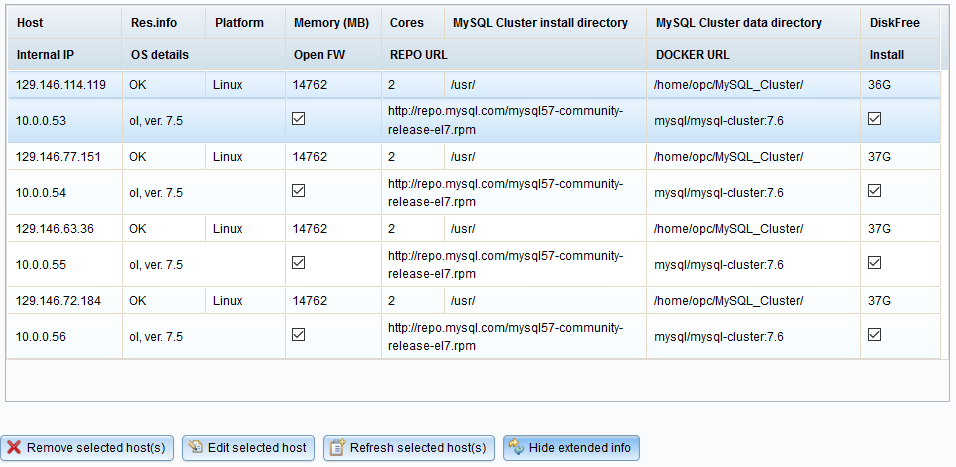 Host Res.info Platform Memory (MB) Cores MySQL Cluster install directory MySQL Cluster data directory DiskFree
Internal IP OS details Open FW REPO URL DOCKER URL Install
129.146.114.119 OK Linux 14762 2 /usr/ /home/opc/MySQL_Cluster/ 36G
10.0.0.53 ol, ver. 7.5 http://repo.mysql.com/mysql57-community-
release-el7.rpm mysql/mysql-cluster:7.6
129.146.77.151 OK Linux 14762 2 /usr/ /home/opc/MySQL_Cluster/ 37G
10.0.0.54 ol, ver. 7.5 http://repo.mysql.com/mysql57-community-
release-el7.rpm mysql/mysql-cluster:7.6
129.146.63.36 OK Linux 14762 2 /usr/ /home/opc/MySQL_Cluster/ 37G
10.0.0.55 ol, ver. 7.5 http://repo.mysql.com/mysql57-community-
release-el7.rpm mysql/mysql-cluster:7.6
129.146.72.184 OK Linux 14762 2 /usr/ /home/opc/MySQL_Cluster/ 37G
10.0.0.56 ol, ver. 7.5 http://repo.mysql.com/mysql57-community-
release-el7.rpm mysql/mysql-cluster:7.6
Remove selected host(s) Edit selected host Refresh selected host(s) Hide extended info